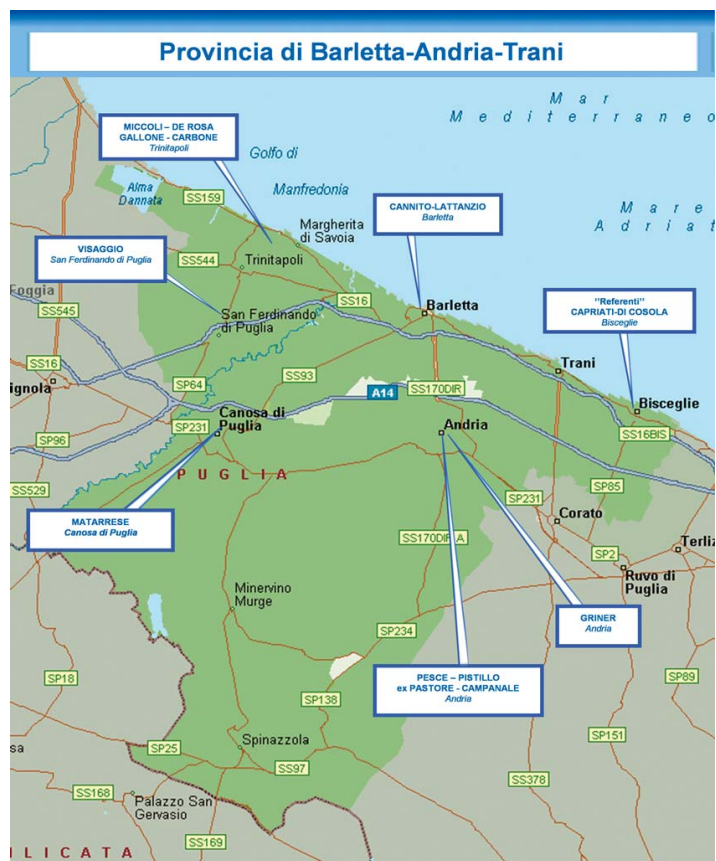 Provincia di Barletta-Andria-Trani
Mar
Mediterraneo
MICCOLI – DE ROSA
GALLONE - CARBONE
Trinitapoli
Golfo di
Manfredonia
Alma
Dannata
SS159
CANNITO-LATTANZIO
Barletta
Mare
Adriat
Margherita
di Savoia
VISAGGIO
San Ferdinando di Puglia
SS544
Trinitapoli
Foggia
SS545
San Ferdinando
di Puglia
SS16
Barletta
"Referenti"
CAPRIATI-DI COSOLA
Bisceglie
SS16
ignola
SP64
SS93
A14
SS170DIR
Trani
Bisceglie
Canosa di
Puglia
SP231
SP96
Andria
SS16BIS
PUGLIA
SS529
SP85
SP231
Corato
MATARRESE
Canosa di Puglia
SS170DIR A
SP2
Terliz
Ruvo di
Puglia
Minervino
Murge
GRINER
Andria
SP234
PESCE – PISTILLO
ex PASTORE - CAMPANALE
Andria
SP18
SP138
SP89
SP151
sa
SP25
Spinazzola
SS97
SS378
SS168
Palazzo San
Gervasio
SS169
ILICATA